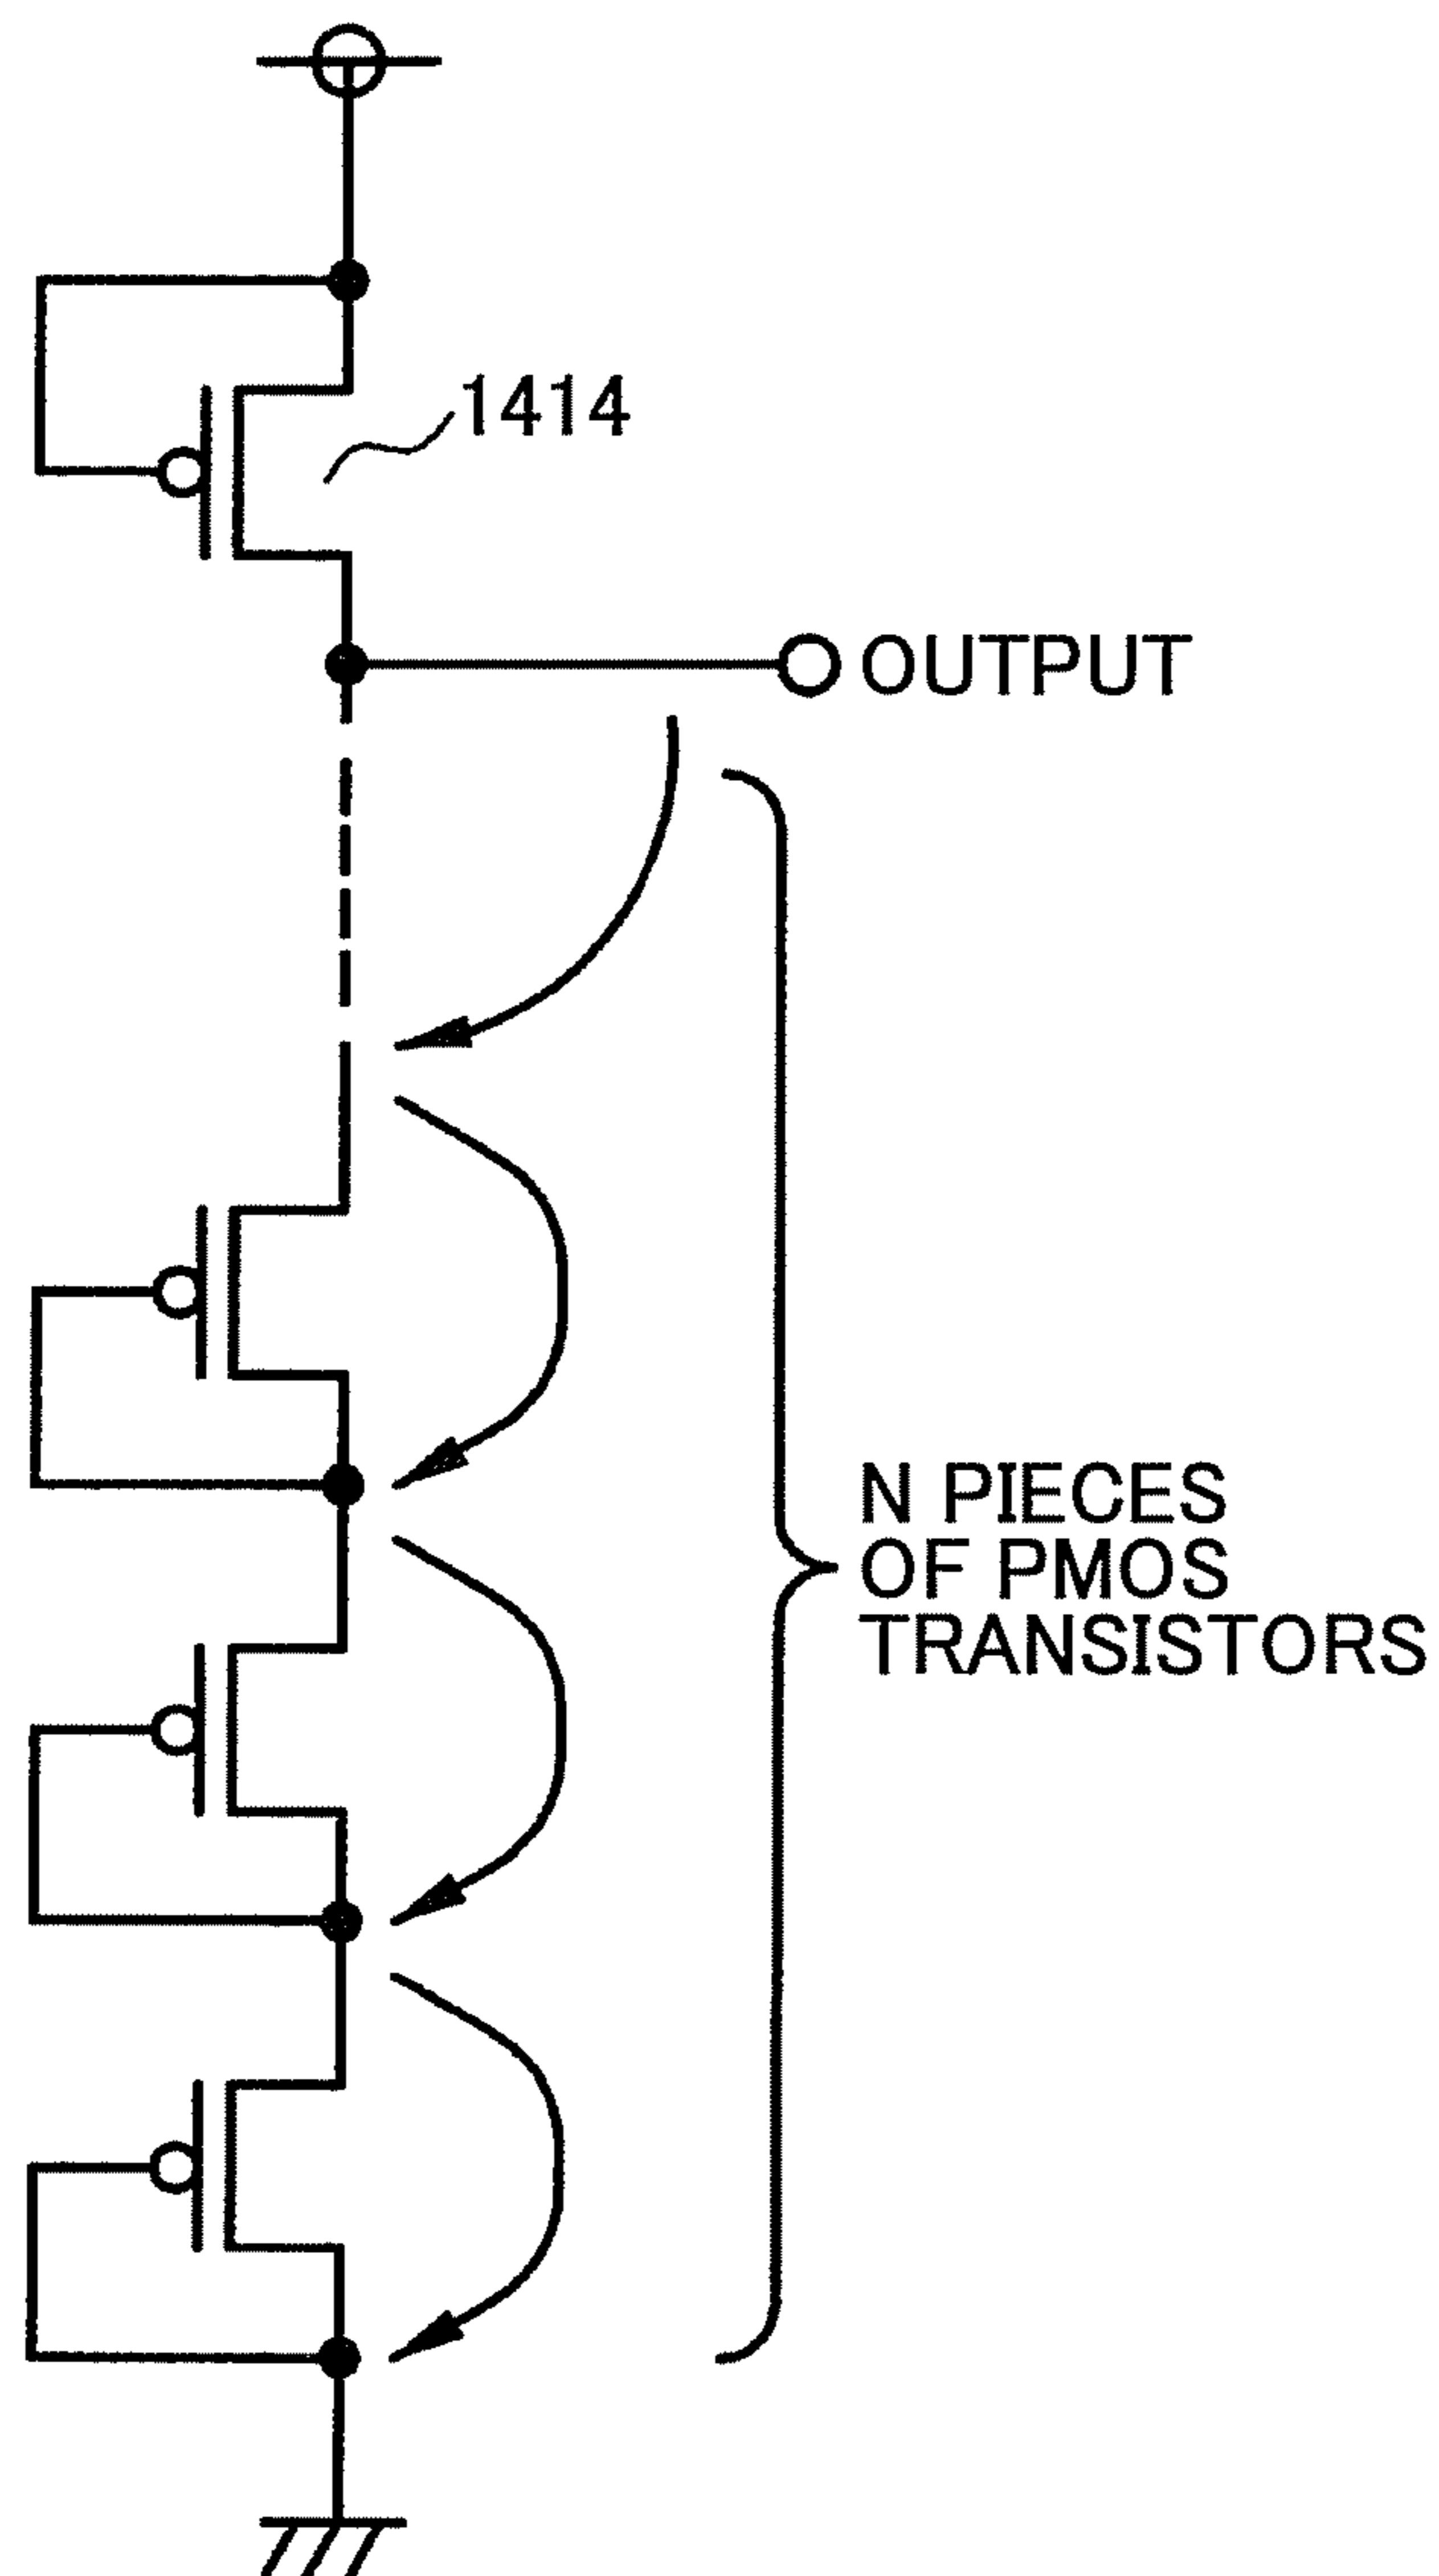 1414
OUTPUT
N PIECES
OF PMOS
TRANSISTORS